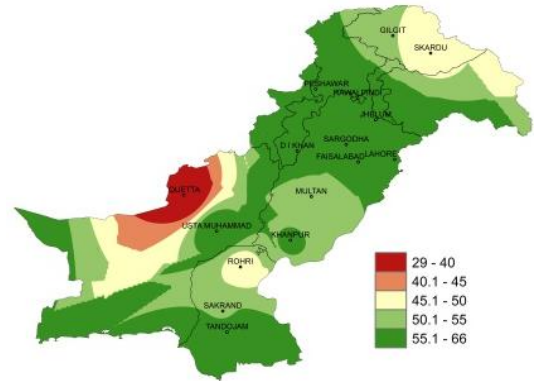 GILGIT
SKARDU
PESHAWAR
RAWALPINDI
JHELUM
SARGODHA
D I KHAN
FAISALABAD
LAHORE
QUETTA
MULTAN
USTA MUHAMMAD
KHANPUR
ROHRI
SAKRAND
TANDOJAM
29 - 40
40.1 - 45
45.1 - 50
50.1 - 55
55.1 - 66